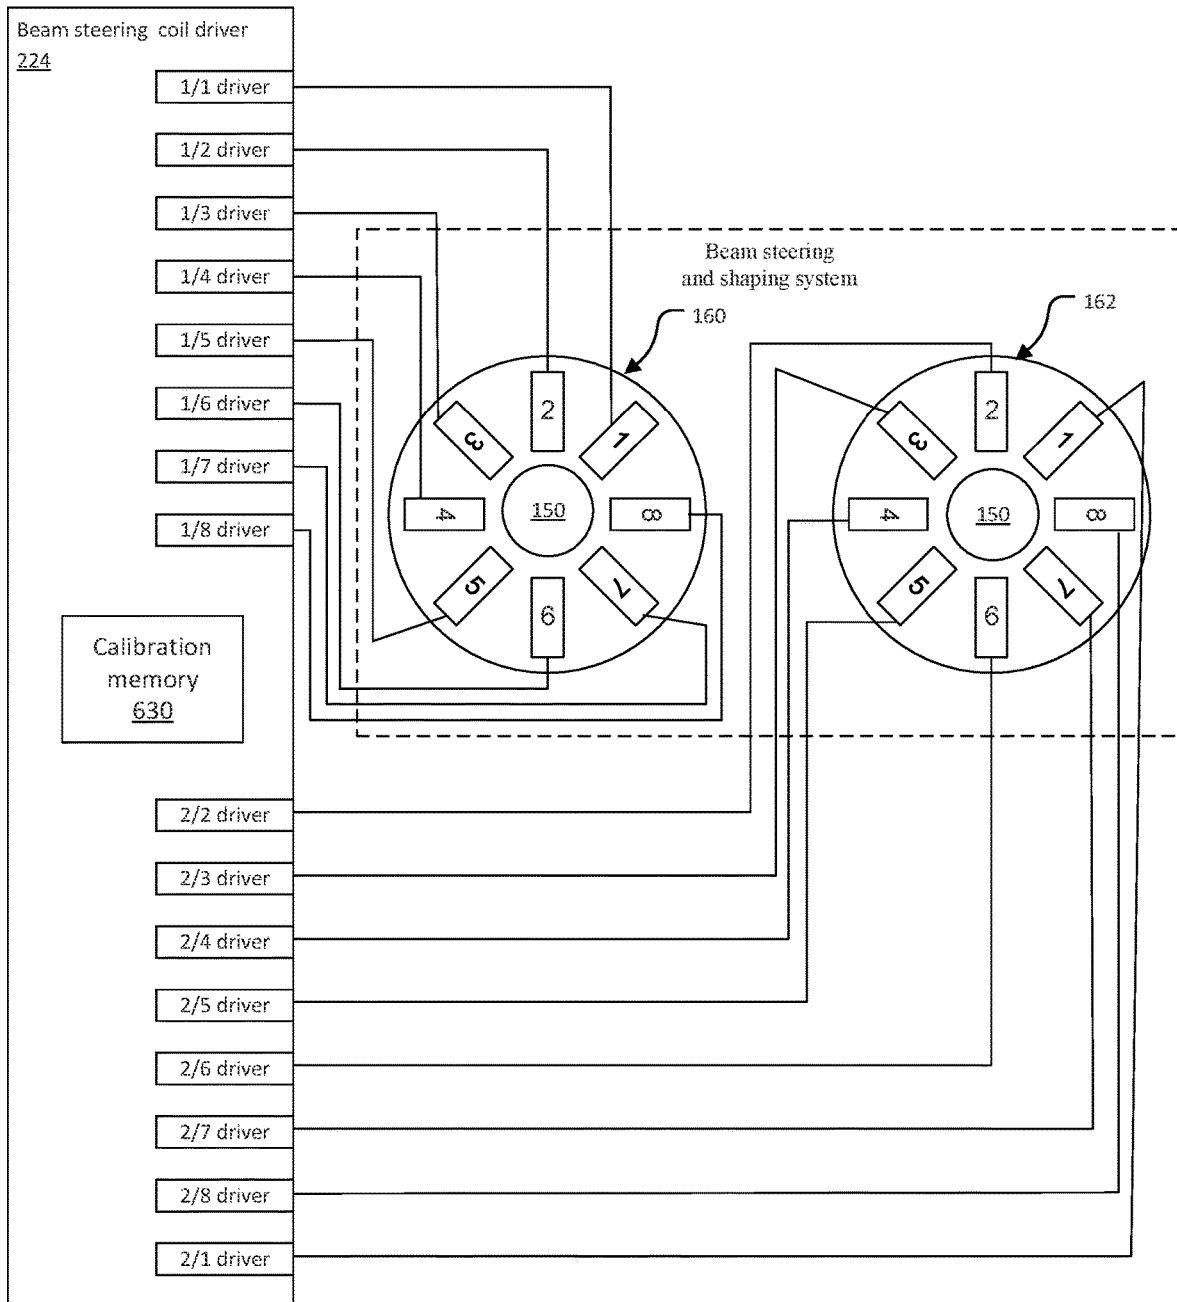 Beam steering coil driver
224
1/1 driver
1/2 driver
1/3 driver
1/4 driver
1/5 driver
1/6 driver
1/7 driver
1/8 driver
Calibration
memory
630
2/2 driver
2/3 driver
2/4 driver
2/5 driver
2/6 driver
2/7 driver
2/8 driver
2/1 driver
Beam steering
and shaping system
160
2
1
3
4
150
8
5
6
7
162
2
1
3
4
150
8
5
6
7